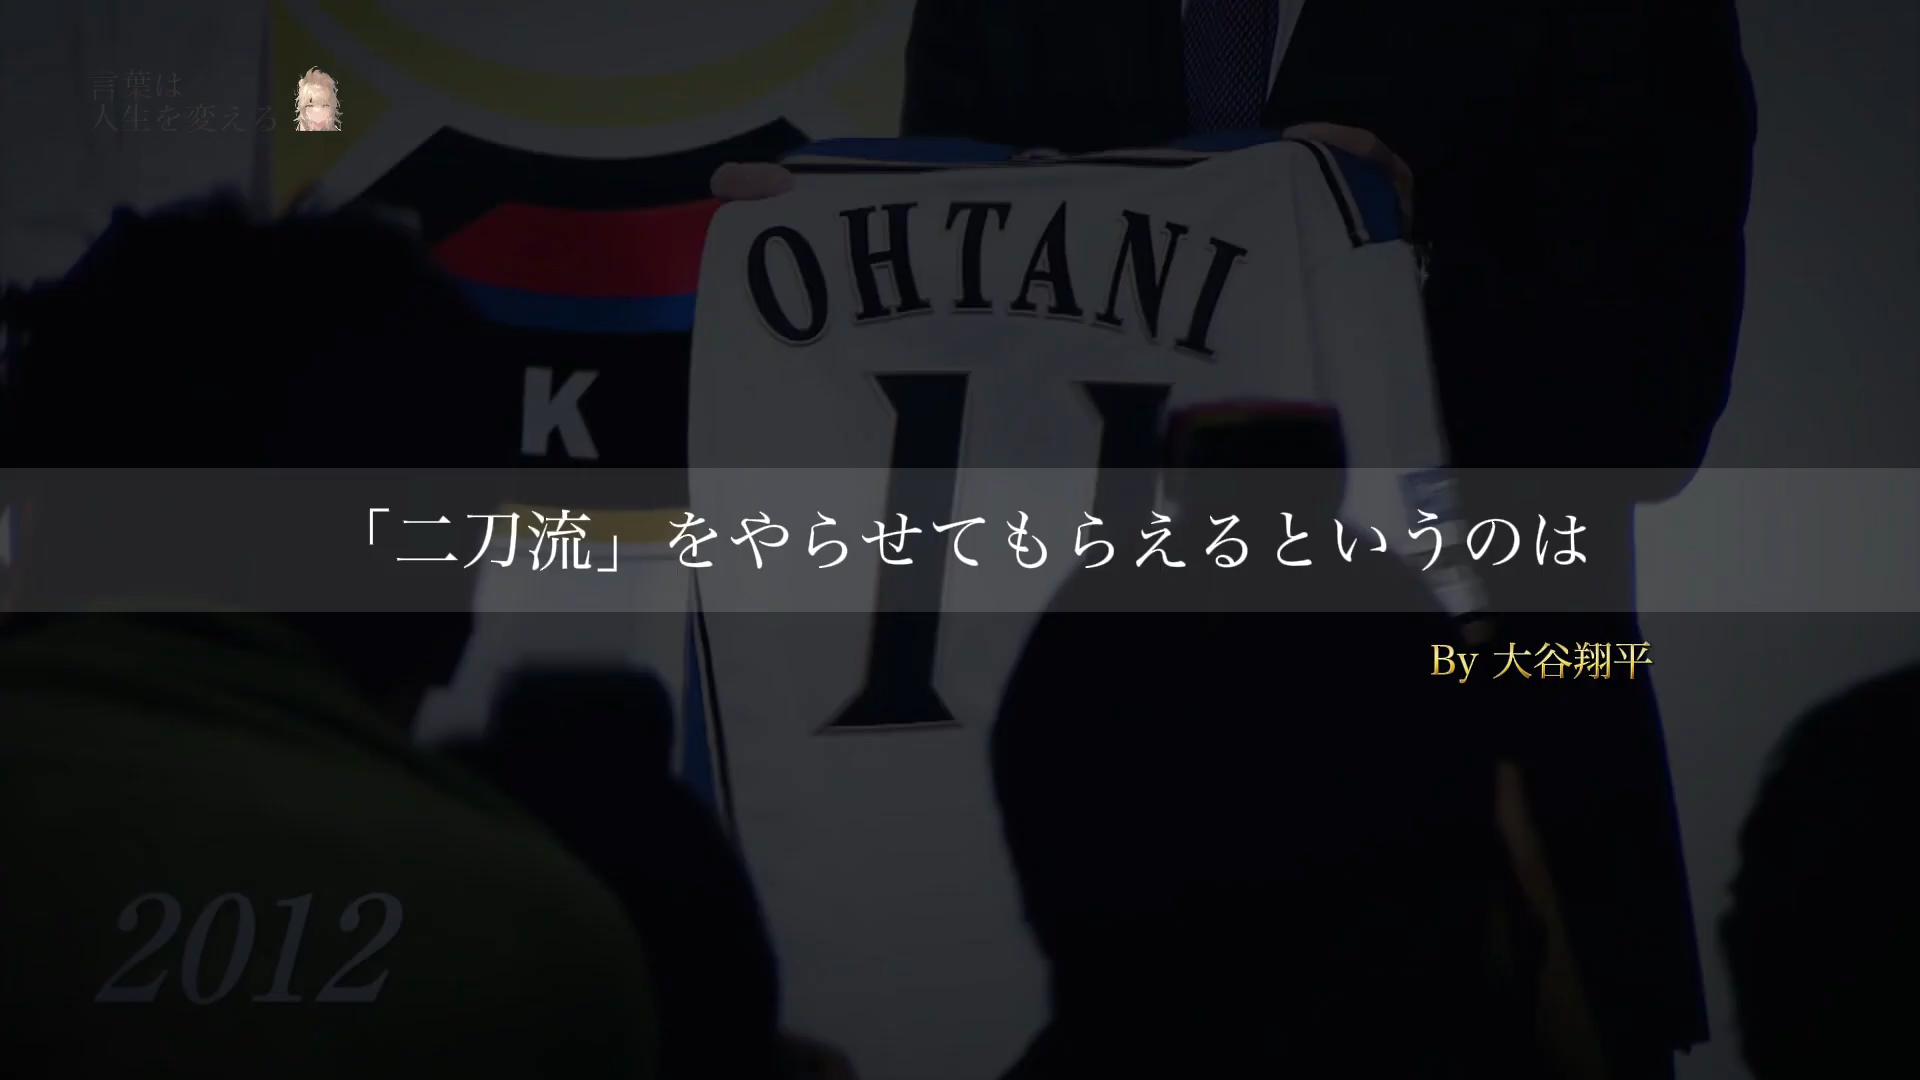 言葉は
人生を変える
OHTANI
11
K
「二刀流」をやらせてもらえるというのは
By 大谷翔平
2012